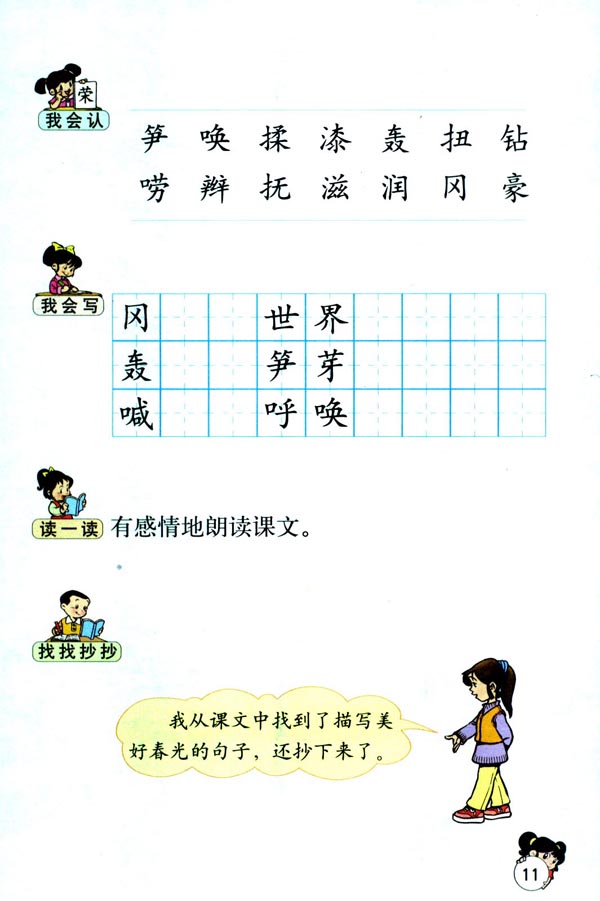 荣
我会认
笋 唤 揉 漆 轰 扭 钻
唠 辫 抚 滋 润 冈 豪
我会写
冈 世界
轰 笋芽
喊 呼唤
读一读 有感情地朗读课文。
找找抄抄
我从课文中找到了描写美
好春光的句子，还抄下来了。
11